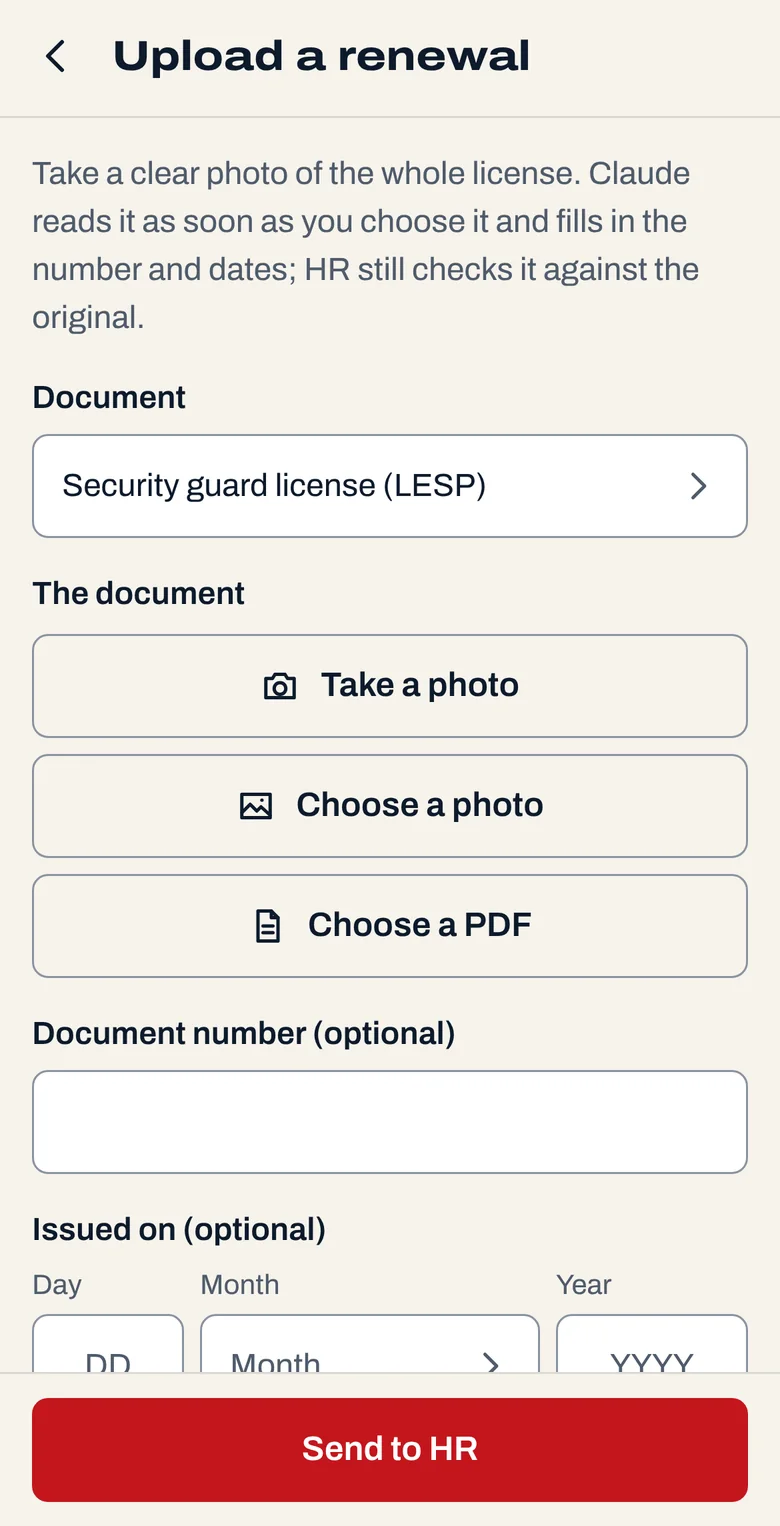 Upload a renewal
Take a clear photo of the whole license. Claude
reads it as soon as you choose it and fills in the
number and dates; HR still checks it against the
original.
Document
Security guard license (LESP)
The document
Take a photo
Choose a photo
Choose a PDF
Document number (optional)
Issued on (optional)
Day Month Year
DD Month YYYY
Send to HR